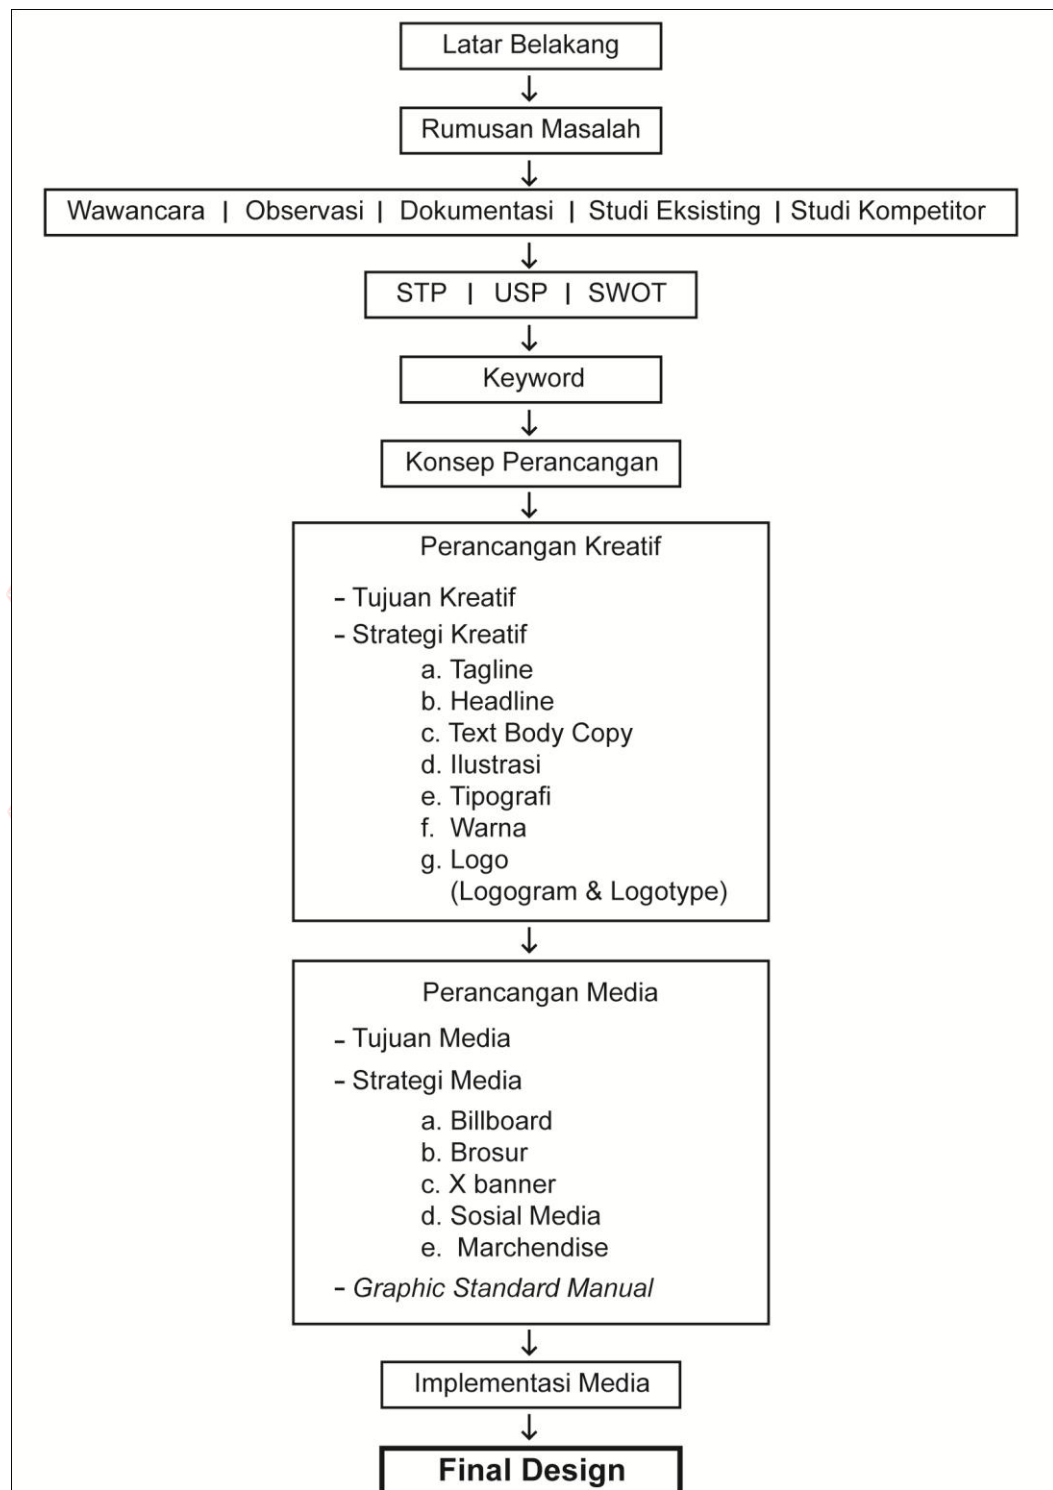 Latar Belakang
Rumusan Masalah
Wawancara | Observasi | Dokumentasi | Studi Eksisting | Studi Kompetitor
STP | USP | SWOT
Keyword
Konsep Perancangan
Perancangan Kreatif
- Tujuan Kreatif
- Strategi Kreatif
a. Tagline
b. Headline
c. Text Body Copy
d. Ilustrasi
e. Tipografi
f. Warna
g. Logo
(Logogram & Logotype)
Perancangan Media
- Tujuan Media
- Strategi Media
a. Billboard
b. Brosur
c. X banner
d. Sosial Media
e. Marchendise
- Graphic Standard Manual
Implementasi Media
Final Design